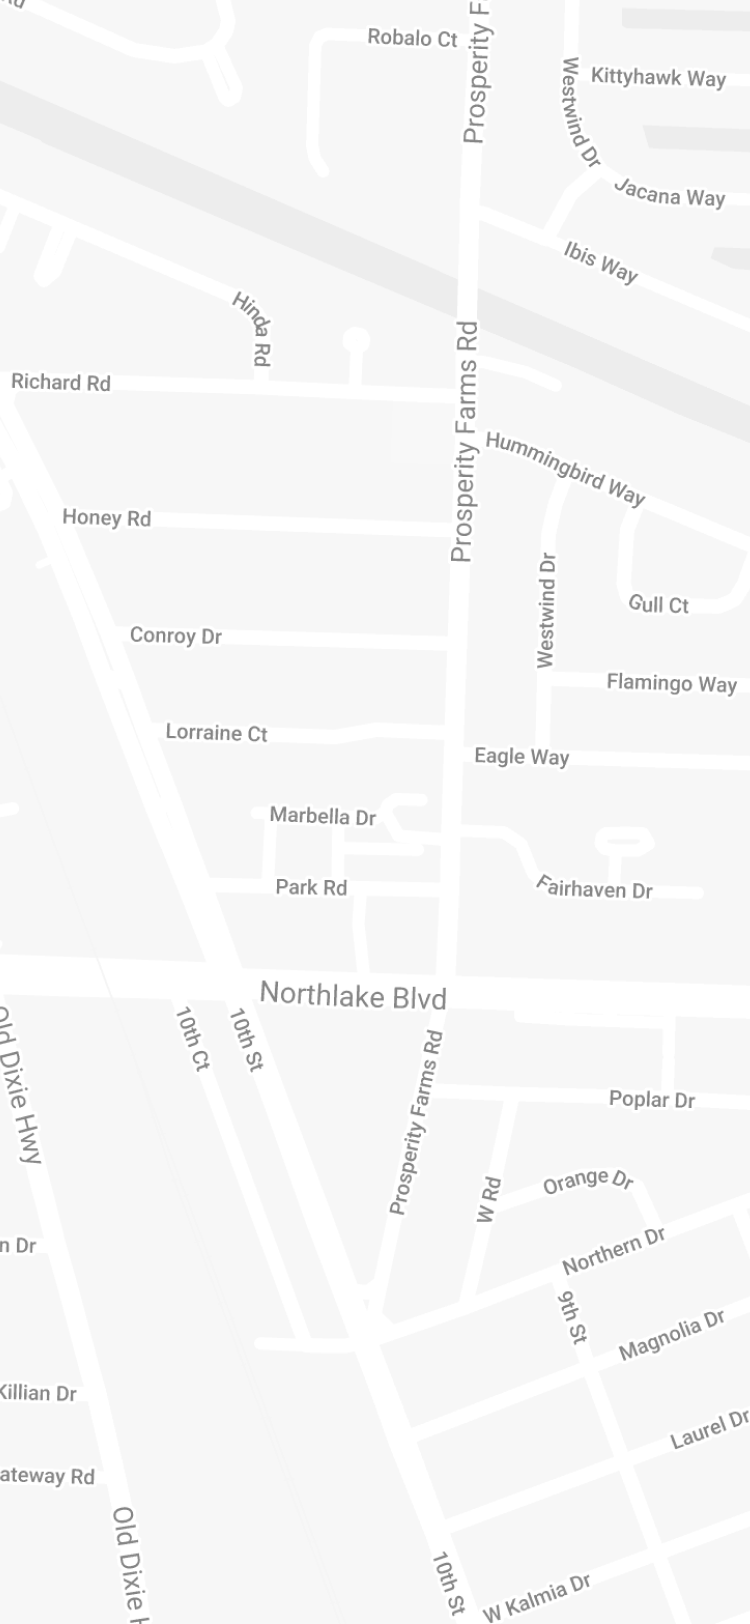 Robalo Ct
Prosperity F
Kittyhawk Way
Westwind Dr
Jacana Way
Ibis Way
Hinda Rd
Richard Rd
Prosperity Farms Rd
Hummingbird Way
Honey Rd
Westwind Dr
Gull Ct
Conroy Dr
Flamingo Way
Lorraine Ct
Eagle Way
Marbella Dr
Park Rd
Fairhaven Dr
Northlake Blvd
10th Ct
10th St
Old Dixie Hwy
Prosperity Farms Rd
Poplar Dr
W Rd
Orange Dr
n Dr
Northern Dr
9th St
Magnolia Dr
Killian Dr
Laurel Dr
ateway Rd
Old Dixie H
10th St
W Kalmia Dr